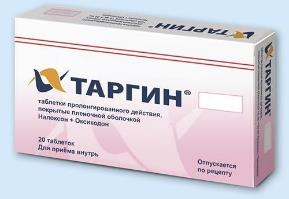 ТАРГИН®
таблетки пролонгированного действия,
покрытые пленочной оболочкой
Налоксон + Оксикодон
20 таблеток
Для приёма внутрь
Отпускается
по рецепту